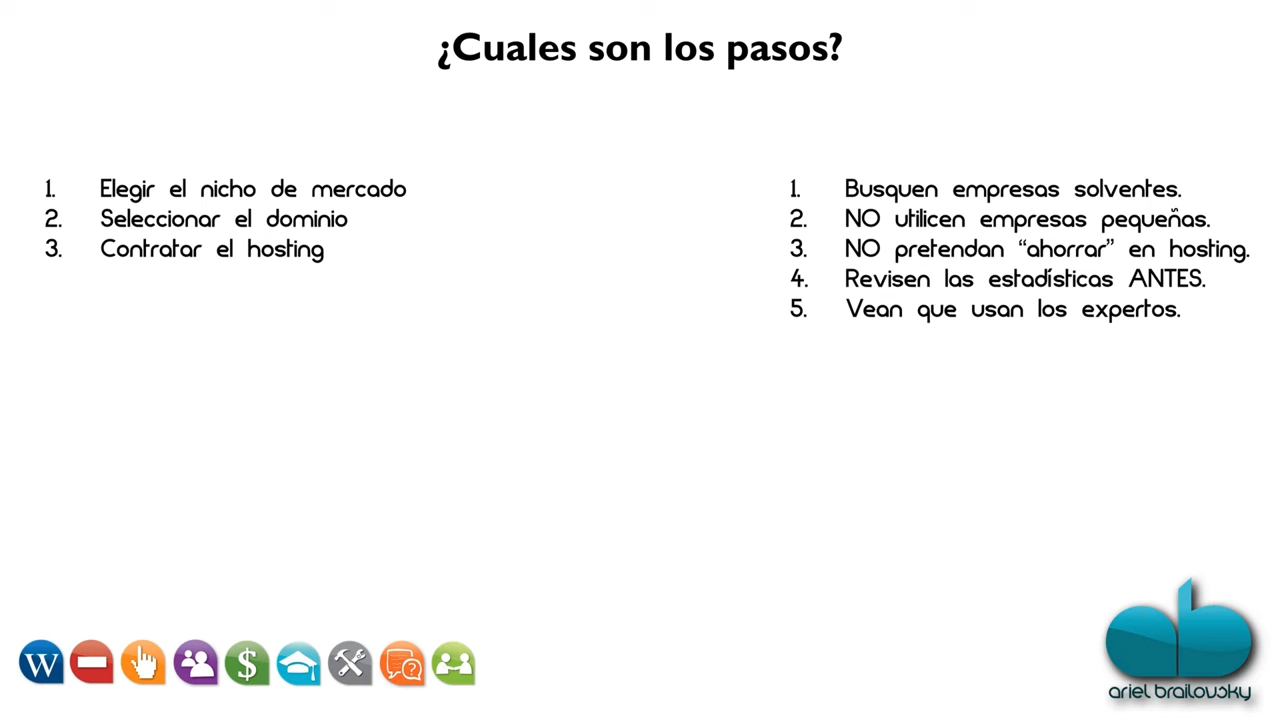 ¿Cuales son los pasos?
1. Elegir el nicho de mercado
2. Seleccionar el dominio
3. Contratar el hosting
1. Busquen empresas solventes.
2. NO utilicen empresas pequeñas.
3. NO pretendan “ahorrar” en hosting.
4. Revisen las estadísticas ANTES.
5. Vean que usan los expertos.
W
$
?
ab
ariel brailovsky